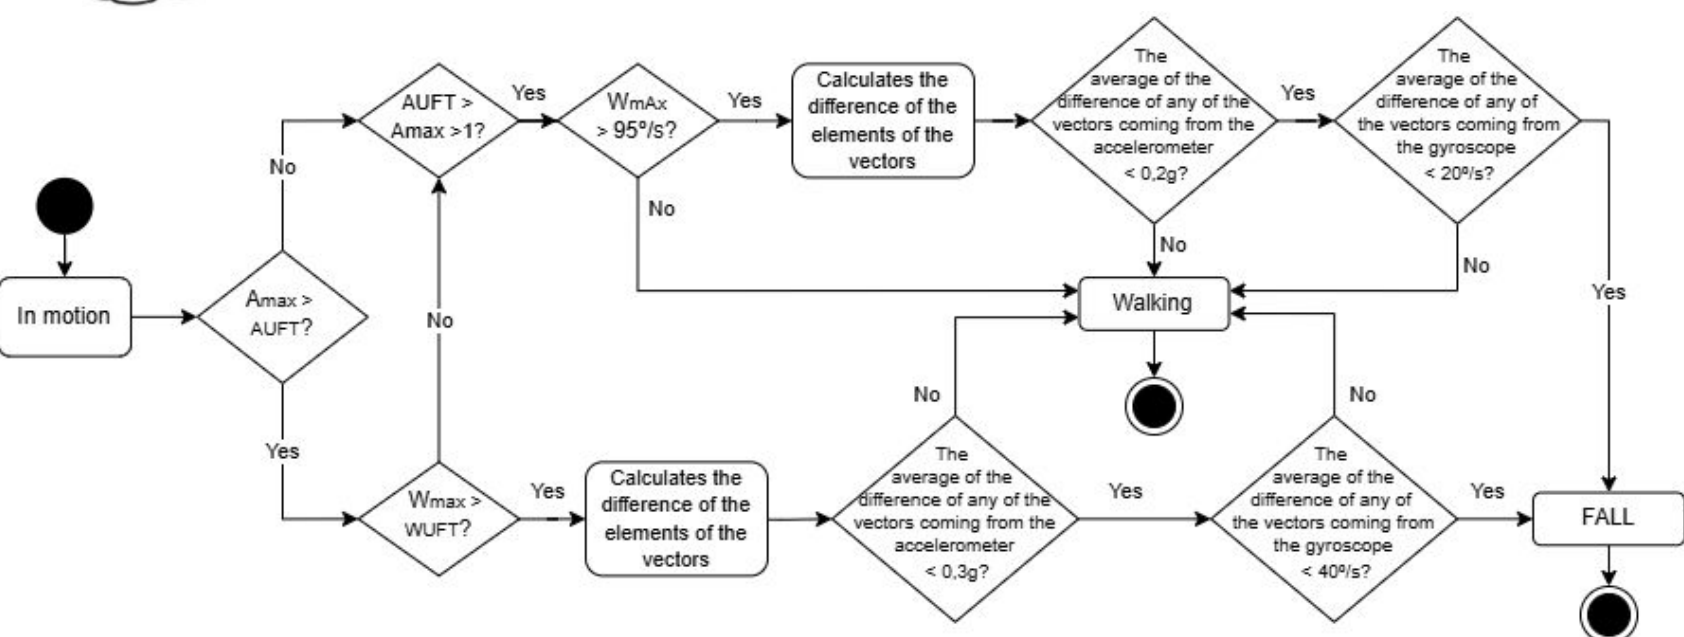 The
average of the
difference of any of the
vectors coming from the
accelerometer
< 0,2g?
The
average of the
difference of any of
the vectors coming from
the gyroscope
< 20º/s?
Calculates the
difference of the
elements of the
vectors
AUFT >
Amax >1?
Yes
WmAx
> 95º/s?
Yes
Yes
No
No
No
No
In motion
Amax >
AUFT?
No
Walking
Yes
No
No
Yes
Wmax >
WUFT?
Yes
Calculates the
difference of the
elements of the
vectors
The
average of the
difference of any of the
vectors coming from the
accelerometer
< 0,3g?
Yes
The
average of the
difference of any of
the vectors coming from
the gyroscope
< 40º/s?
Yes
FALL